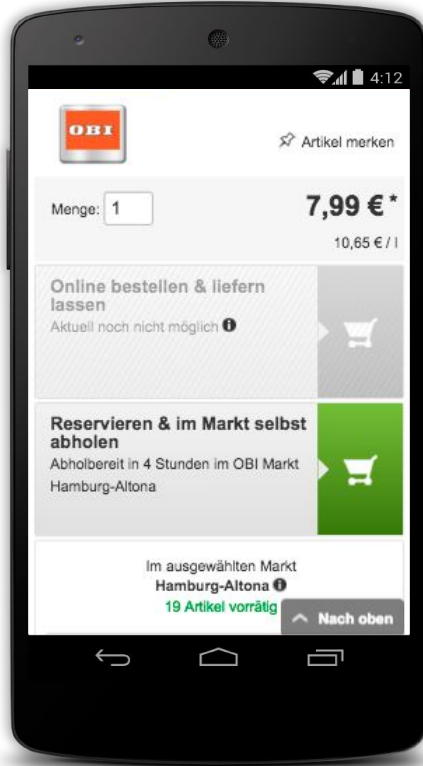 4:12
OBI
Artikel merken
Menge: 1
7,99 € *
10,65 € / l
Online bestellen & liefern
lassen
Aktuell noch nicht möglich
Reservieren & im Markt selbst
abholen
Abholbereit in 4 Stunden im OBI Markt
Hamburg-Altona
Im ausgewählten Markt
Hamburg-Altona
19 Artikel vorrätig
Nach oben